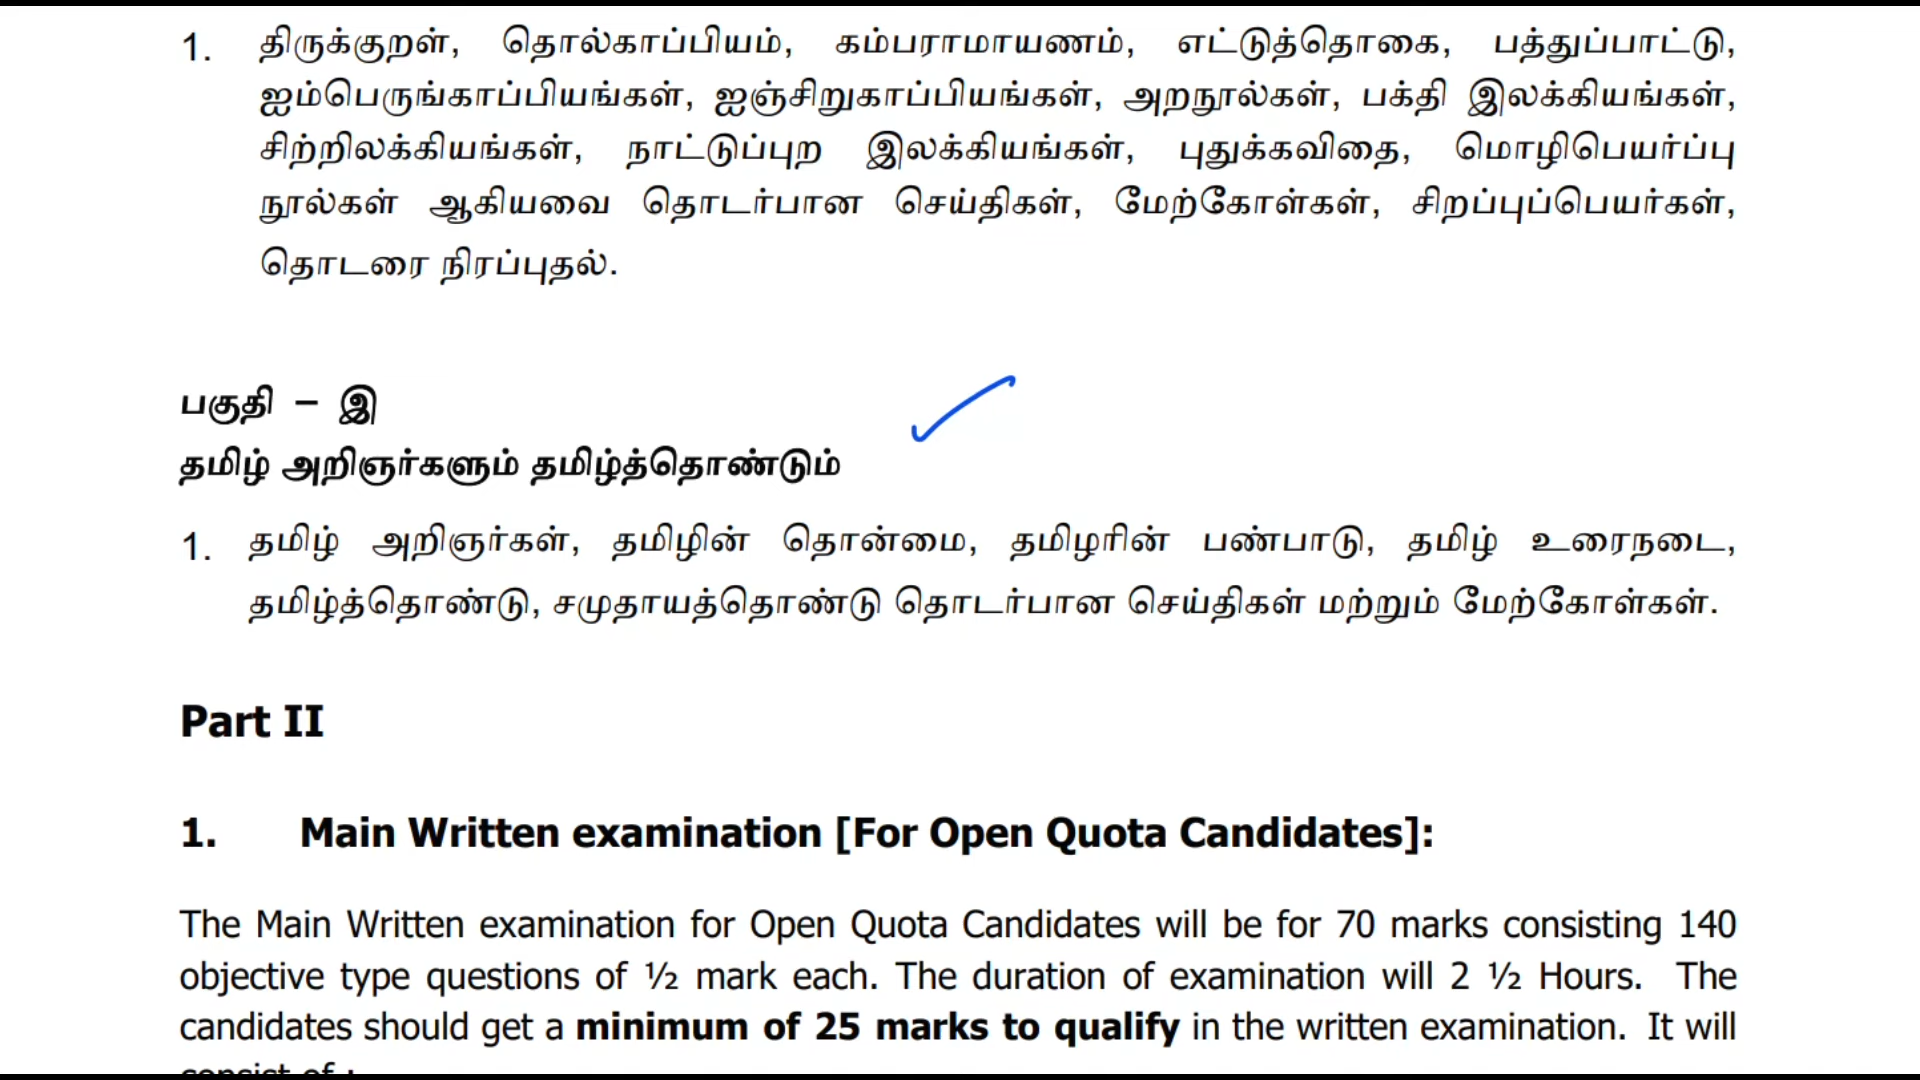 1. திருக்குறள், தொல்காப்பியம், கம்பராமாயணம், எட்டுத்தொகை, பத்துப்பாட்டு,
ஐம்பெருங்காப்பியங்கள், ஐஞ்சிறுகாப்பியங்கள், அறநூல்கள், பக்தி இலக்கியங்கள்,
சிற்றிலக்கியங்கள், நாட்டுப்புற இலக்கியங்கள், புதுக்கவிதை, மொழிபெயர்ப்பு
நூல்கள் ஆகியவை தொடர்பான செய்திகள், மேற்கோள்கள், சிறப்புப்பெயர்கள்,
தொடரை நிரப்புதல்.
பகுதி – இ
தமிழ் அறிஞர்களும் தமிழ்த்தொண்டும்
1. தமிழ் அறிஞர்கள், தமிழின் தொன்மை, தமிழரின் பண்பாடு, தமிழ் உரைநடை,
தமிழ்த்தொண்டு, சமுதாயத்தொண்டு தொடர்பான செய்திகள் மற்றும் மேற்கோள்கள்.
Part II
1. Main Written examination [For Open Quota Candidates]:
The Main Written examination for Open Quota Candidates will be for 70 marks consisting 140
objective type questions of ½ mark each. The duration of examination will 2 ½ Hours. The
candidates should get a minimum of 25 marks to qualify in the written examination. It will
consist of :